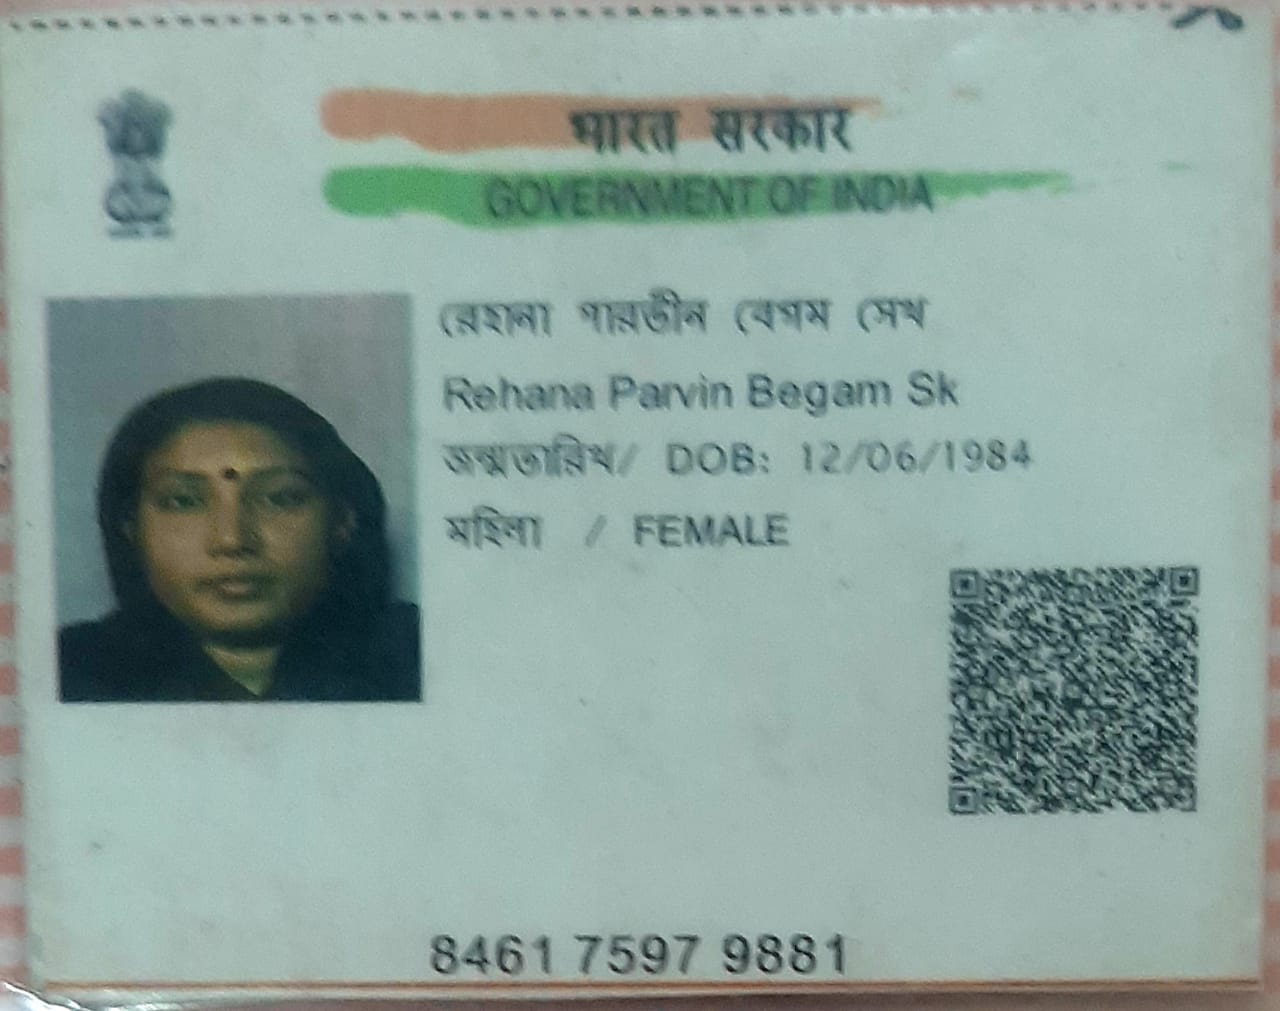 भारत सरकार
GOVERNMENT OF INDIA
রেহানা পারভীন বেগম সেখ
Rehana Parvin Begam Sk
জন্মতারিখ/ DOB: 12/06/1984
মহিলা / FEMALE
8461 7597 9881